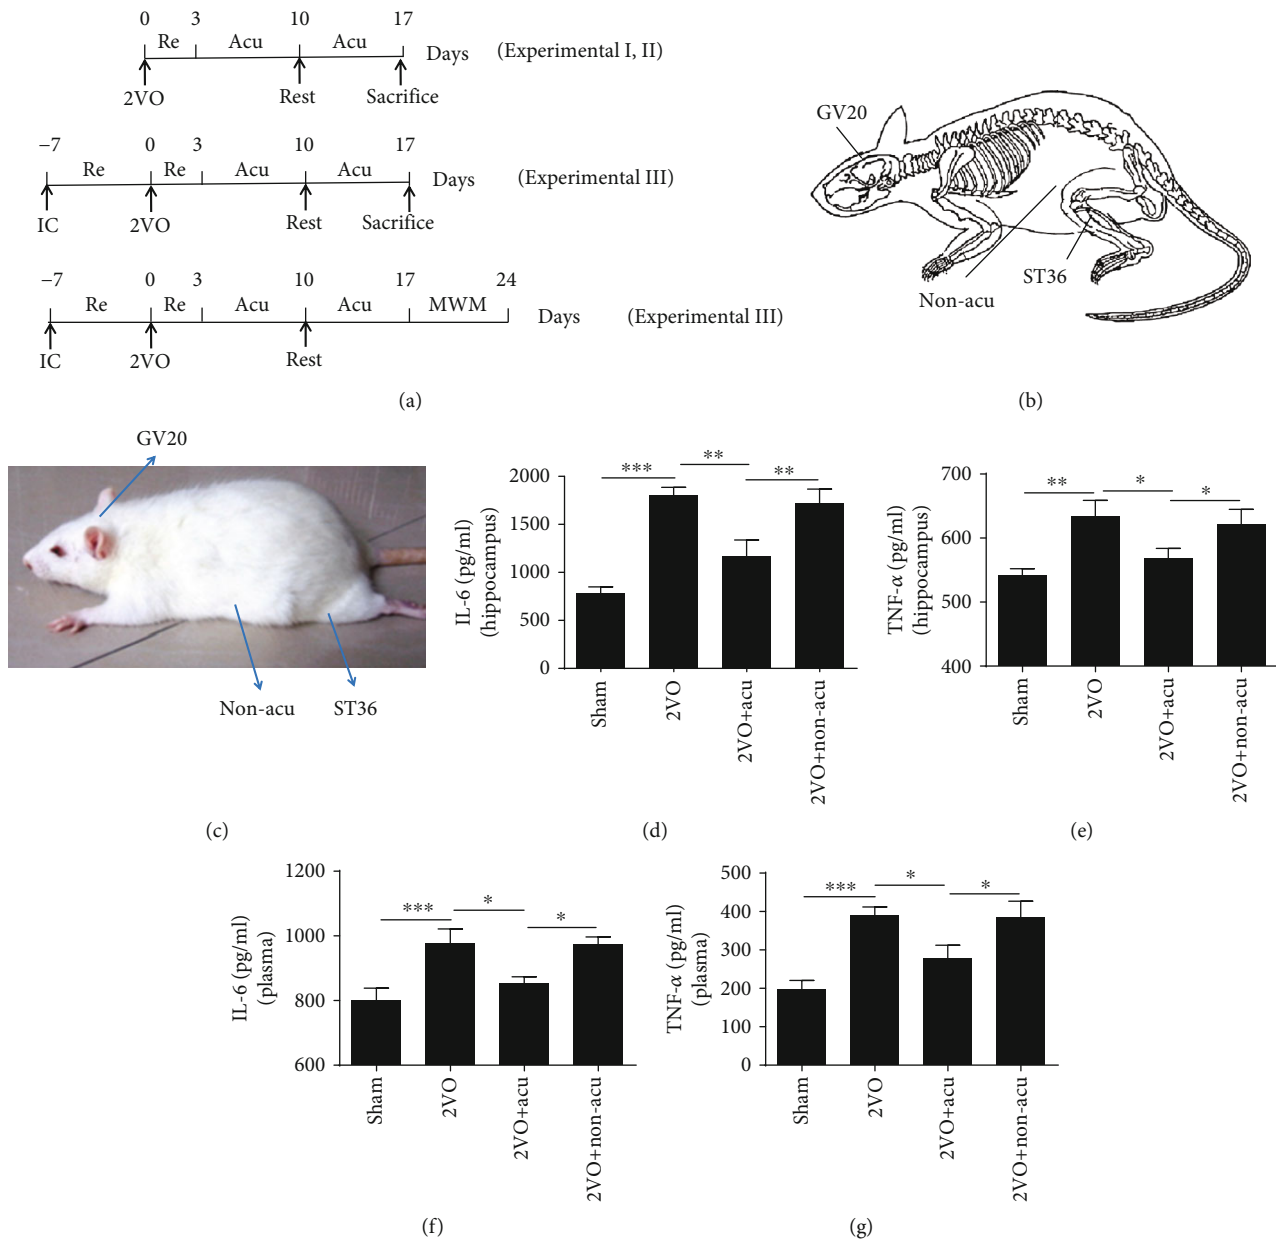 0 3 10 17
Re Acu Acu
Days (Experimental I, II)
2VO Rest Sacrifice
−7 0 3 10 17
Re Re Acu Acu
Days (Experimental III)
IC 2VO Rest Sacrifice
−7 0 3 10 17 24
Re Re Acu Acu MWM
Days (Experimental III)
IC 2VO Rest
(a)
GV20
ST36
Non-acu
(b)
GV20
Non-acu ST36
(c)
IL-6 (pg/ml)
(hippocampus)
2000
1500
1000
500
0
*** ** **
Sham
2VO
2VO+acu
2VO+non-acu
(d)
TNF-α (pg/ml)
(hippocampus)
700
600
500
400
** * *
Sham
2VO
2VO+acu
2VO+non-acu
(e)
IL-6 (pg/ml)
(plasma)
1200
1000
800
600
*** * *
Sham
2VO
2VO+acu
2VO+non-acu
(f)
TNF-α (pg/ml)
(plasma)
500
400
300
200
100
0
*** * *
Sham
2VO
2VO+acu
2VO+non-acu
(g)